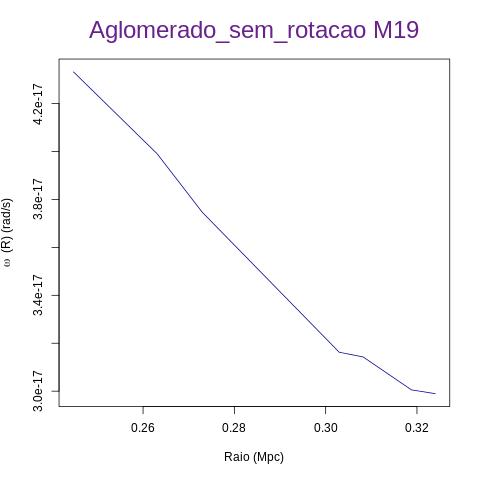 Aglomerado_sem_rotacao M19
4.2e-17
3.8e-17
3.4e-17
3.0e-17
ω (R) (rad/s)
0.26 0.28 0.30 0.32
Raio (Mpc)